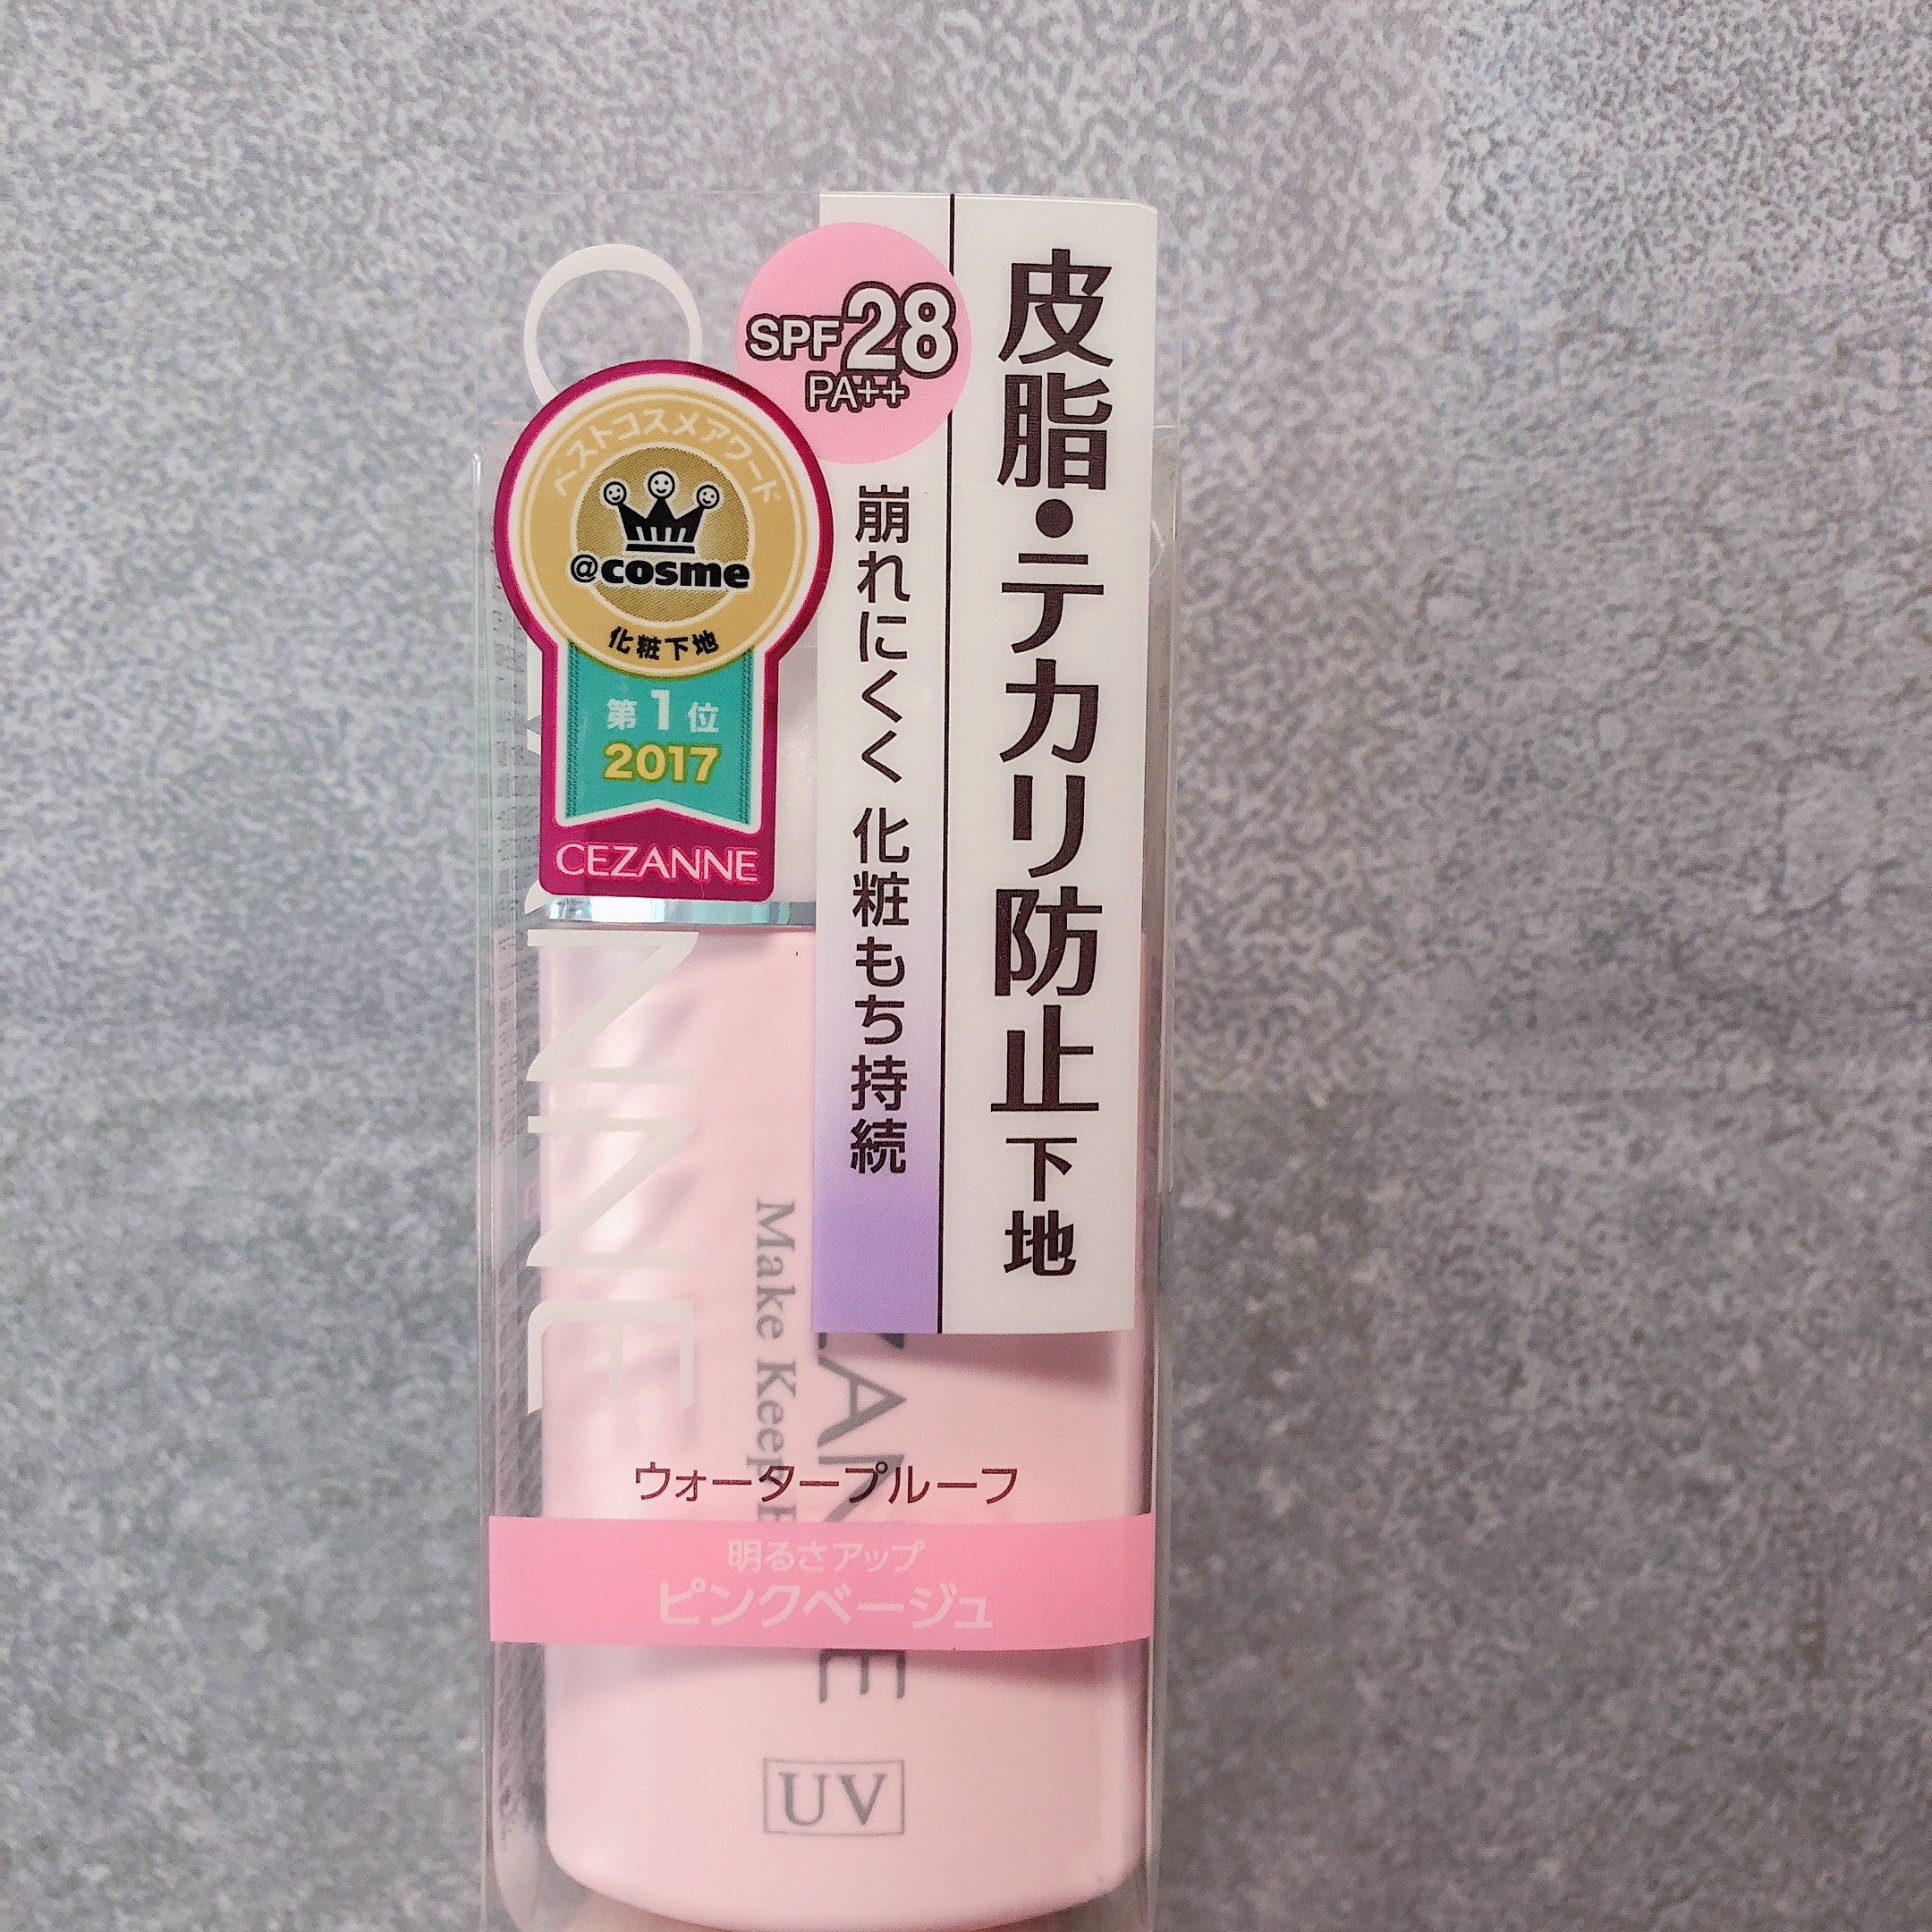 皮脂・テカリ防止下地
崩れにくく 化粧もち持続
SPF28
PA++
ベストコスメアワード
@cosme
化粧下地
第1位
2017
CEZANNE
Make Keep
ウォータープルーフ
明るさアップ
ピンクベージュ
UV